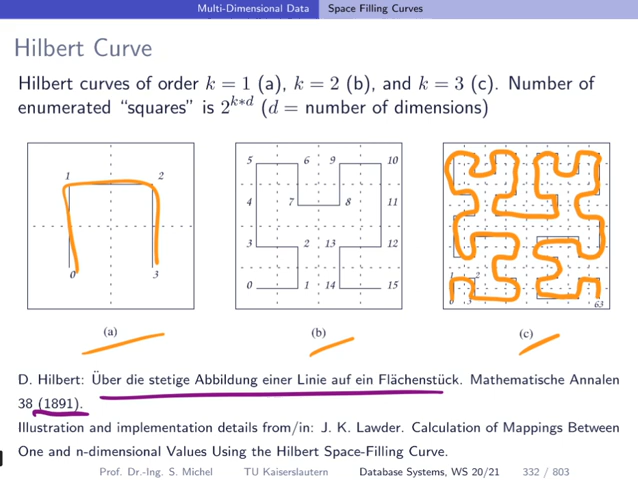 Multi-Dimensional Data Space Filling Curves
Hilbert Curve
Hilbert curves of order k = 1 (a), k = 2 (b), and k = 3 (c). Number of
enumerated “squares” is 2^{k*d} (d = number of dimensions)
1 2
0 3
(a)
5 6 9 10
4 7 8 11
3 2 13 12
0 1 14 15
(b)
1 2
0 3 63
(c)
D. Hilbert: Über die stetige Abbildung einer Linie auf ein Flächenstück. Mathematische Annalen
38 (1891).
Illustration and implementation details from/in: J. K. Lawder. Calculation of Mappings Between
One and n-dimensional Values Using the Hilbert Space-Filling Curve.
Prof. Dr.-Ing. S. Michel TU Kaiserslautern Database Systems, WS 20/21 332 / 803